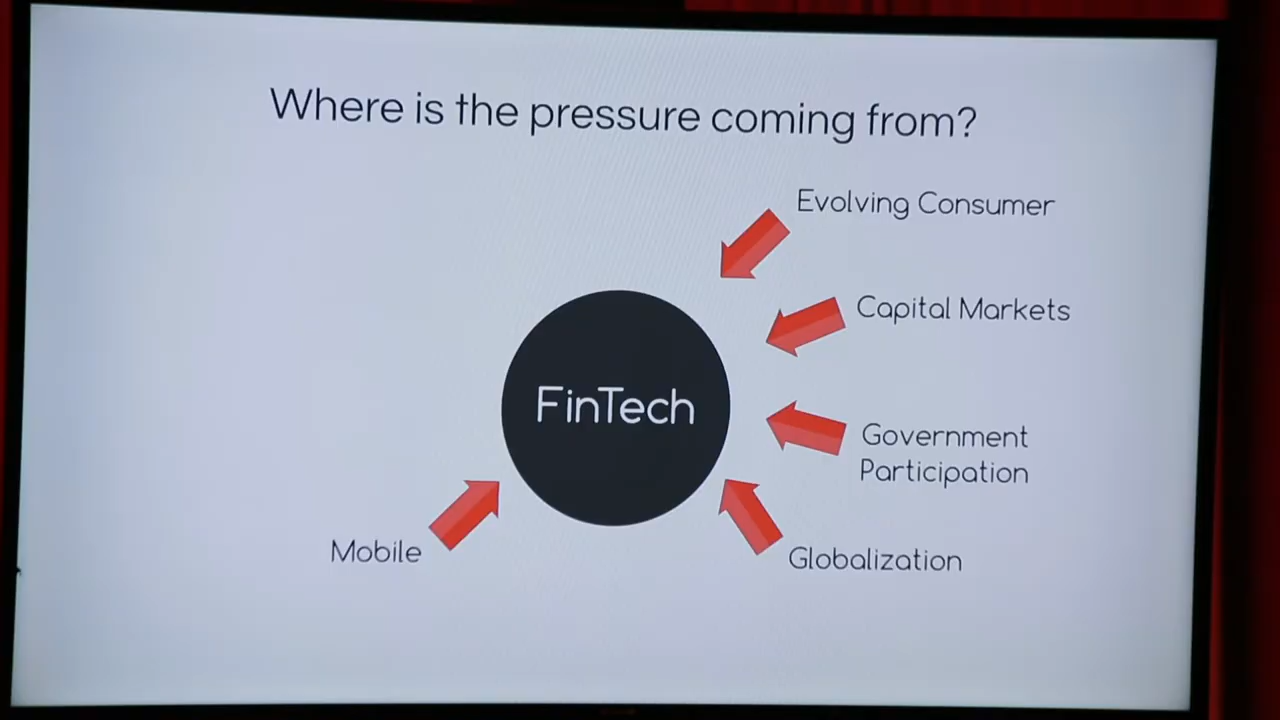 Where is the pressure coming from?
Evolving Consumer
Capital Markets
FinTech
Government
Participation
Mobile
Globalization